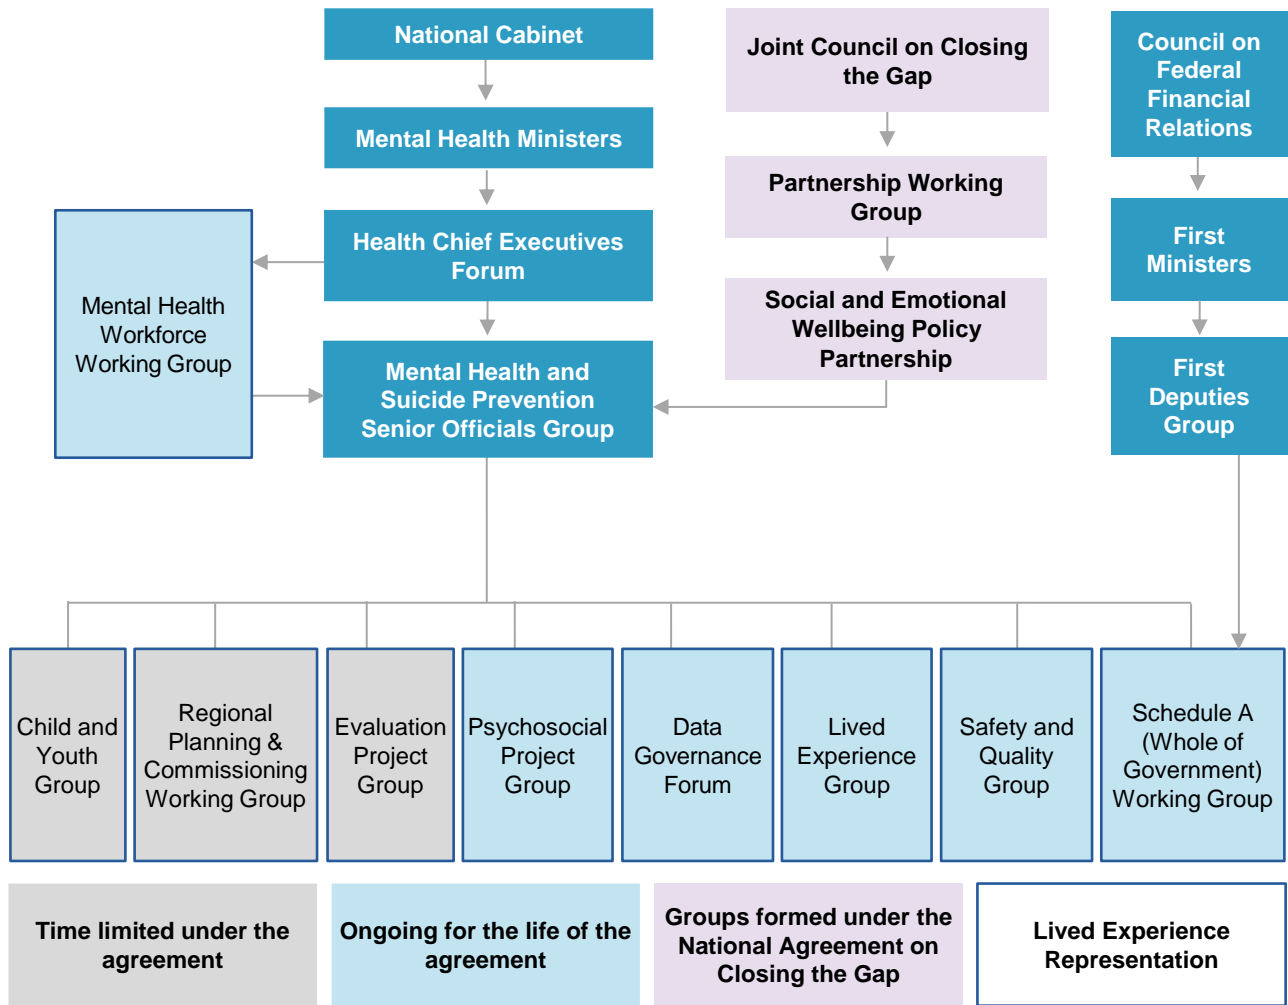 National Cabinet
Mental Health Ministers
Health Chief Executives
Forum
Mental Health
Workforce
Working Group
Mental Health and
Suicide Prevention
Senior Officials Group
Joint Council on Closing
the Gap
Partnership Working
Group
Social and Emotional
Wellbeing Policy
Partnership
Council on
Federal
Financial
Relations
First
Ministers
First
Deputies
Group
Child and
Youth
Group
Regional
Planning &
Commissioning
Working Group
Evaluation
Project
Group
Psychosocial
Project
Group
Data
Governance
Forum
Lived
Experience
Group
Safety and
Quality
Group
Schedule A
(Whole of
Government)
Working Group
Time limited under the
agreement
Ongoing for the life of the
agreement
Groups formed under the
National Agreement on
Closing the Gap
Lived Experience
Representation